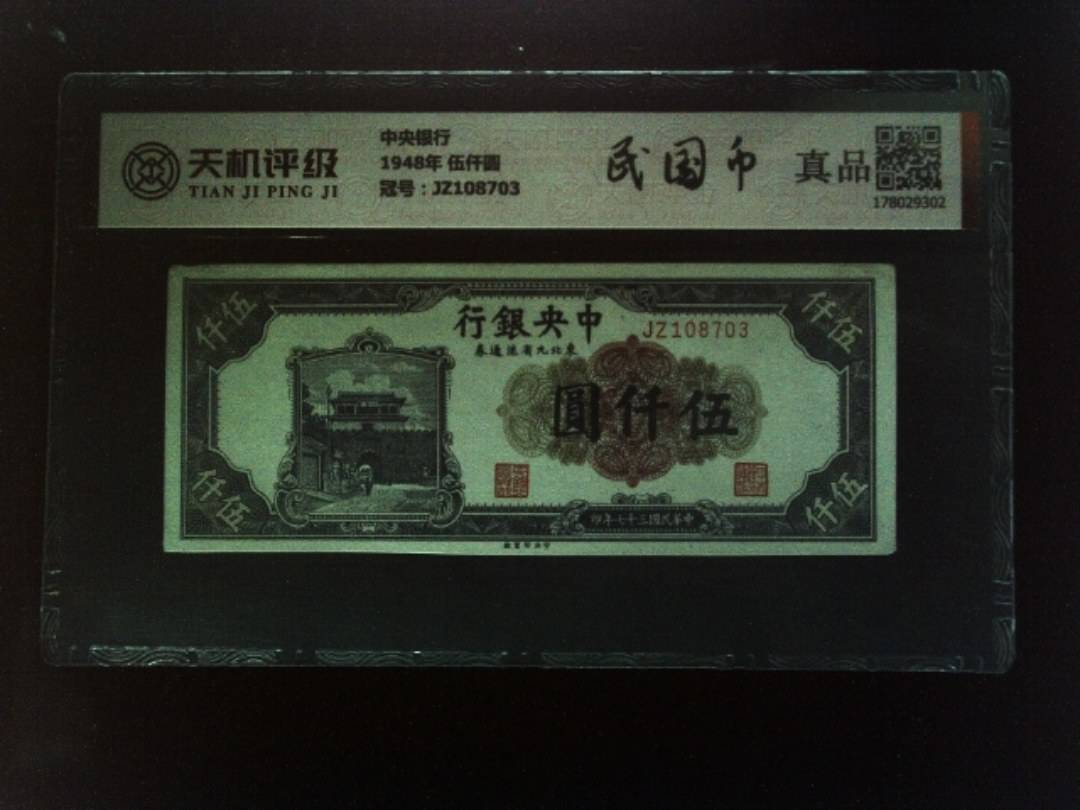 天机评级
TIAN JI PING JI
中央银行
1948年 伍仟圆
冠号：JZ108703
民国币
真品
178029302
伍仟
仟伍
行銀央中
JZ108703
券通流省九北東
圓仟伍
仟伍
仟伍
印年七十三國民華中